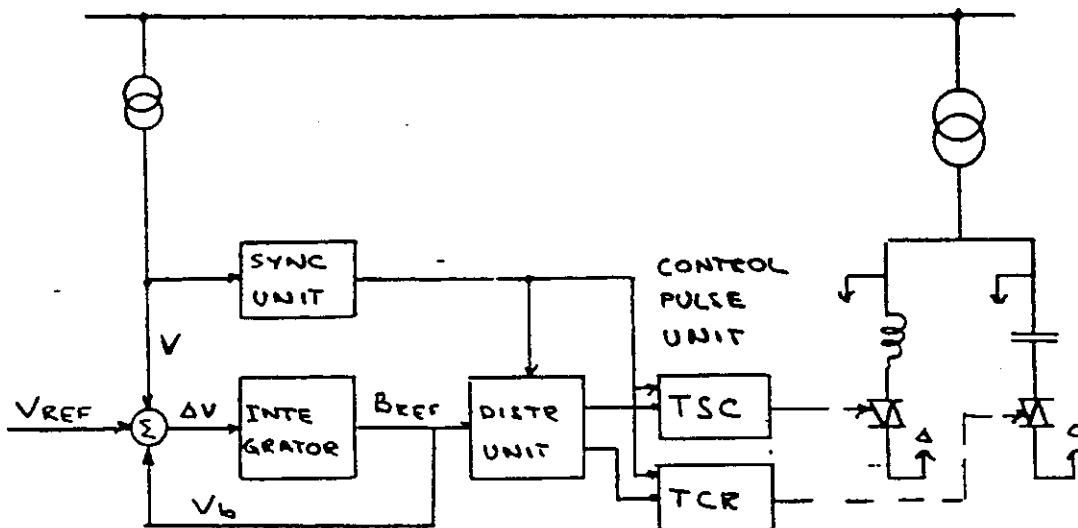 SYNC
UNIT
CONTROL
PULSE
UNIT
V
VREF
Σ
ΔV
INTE
GRATOR
BREF
DISTR
UNIT
TSC
Δ
Vb
TCR